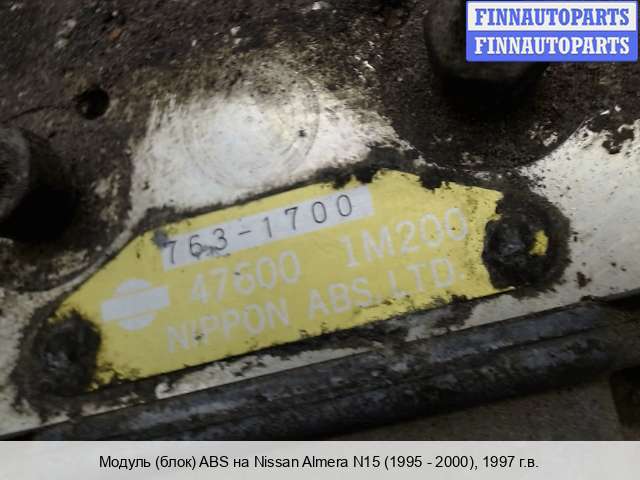 FINNAUTOPARTS
FINNAUTOPARTS
763-1700
47600 1M200
NIPPON ABS, LTD.
Модуль (блок) ABS на Nissan Almera N15 (1995 - 2000), 1997 г.в.